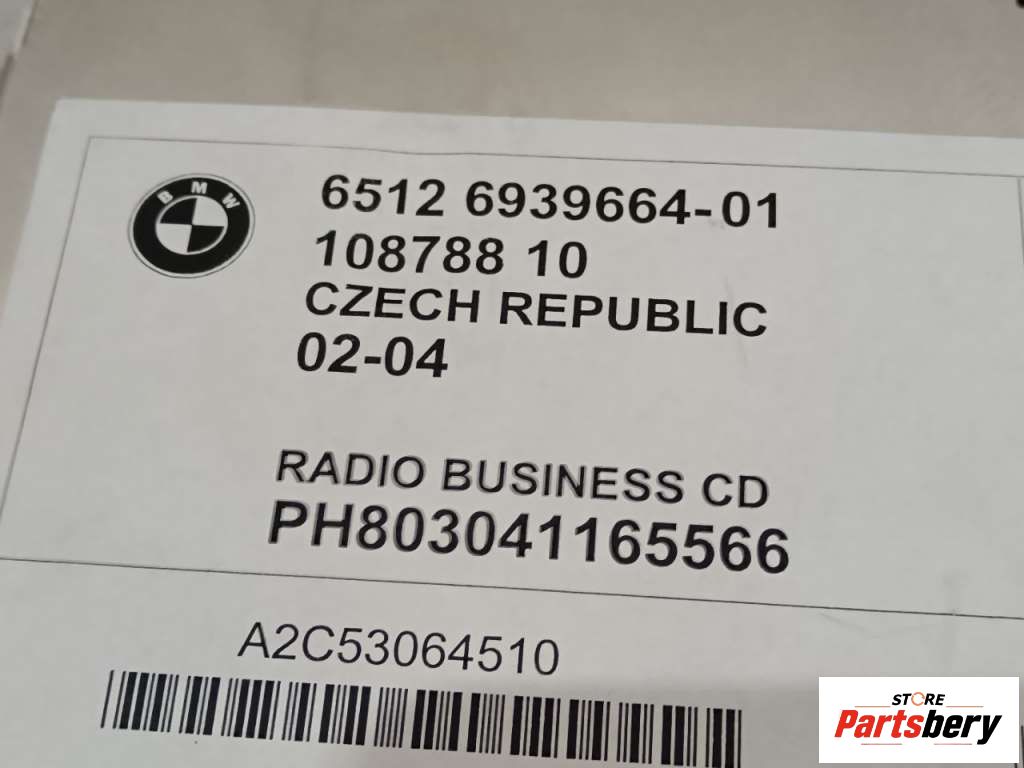 BMW
6512 6939664-01
108788 10
CZECH REPUBLIC
02-04
RADIO BUSINESS CD
PH803041165566
A2C53064510
STORE
Partsbery